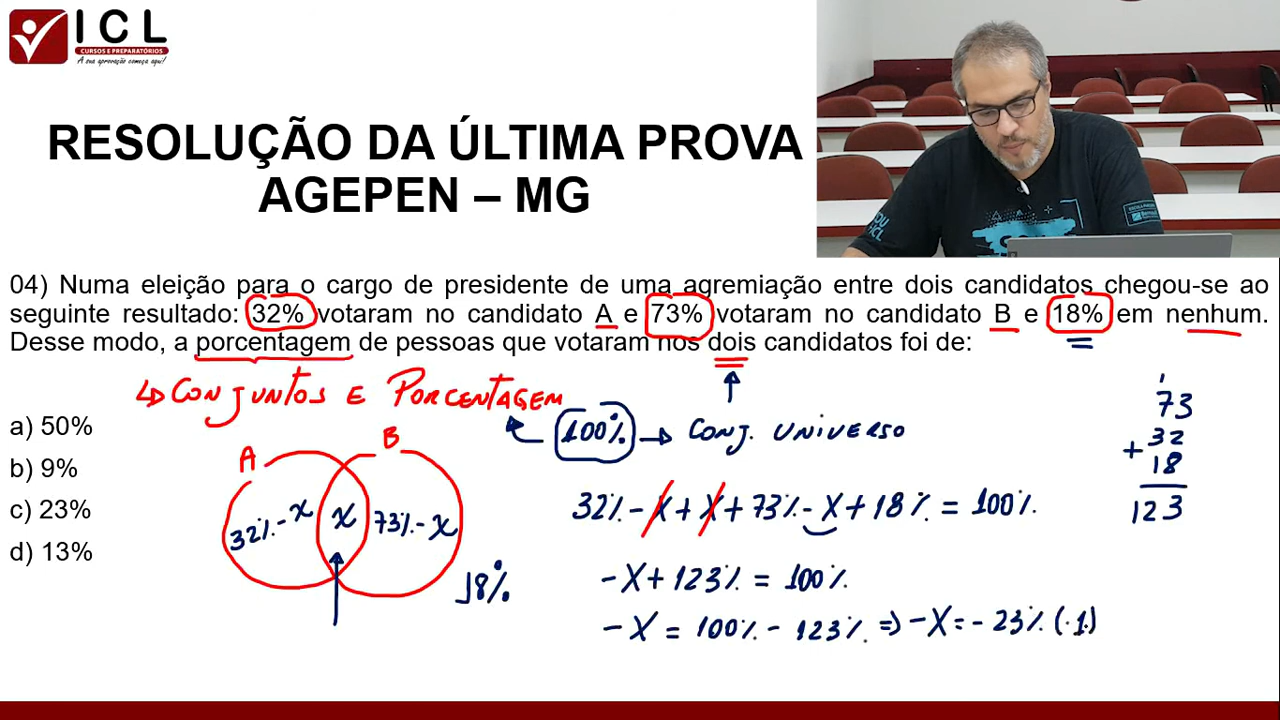 ICL
CURSOS E PREPARATÓRIOS
A sua aprovação começa aqui!
RESOLUÇÃO DA ÚLTIMA PROVA
AGEPEN – MG
04) Numa eleição para o cargo de presidente de uma agremiação entre dois candidatos chegou-se ao
seguinte resultado: 32% votaram no candidato A e 73% votaram no candidato B e 18% em nenhum.
Desse modo, a porcentagem de pessoas que votaram nos dois candidatos foi de:
↳ CONJUNTOS E PORCENTAGEM
a) 50%
b) 9%
c) 23%
d) 13%
A B
32% - x x 73% - x
18%
100% → CONJ. UNIVERSO
32% - x + x + 73% - x + 18% = 100%
-x + 123% = 100%
-x = 100% - 123% ⇒ -x = -23% (·1)
1
73
+ 32
18
123